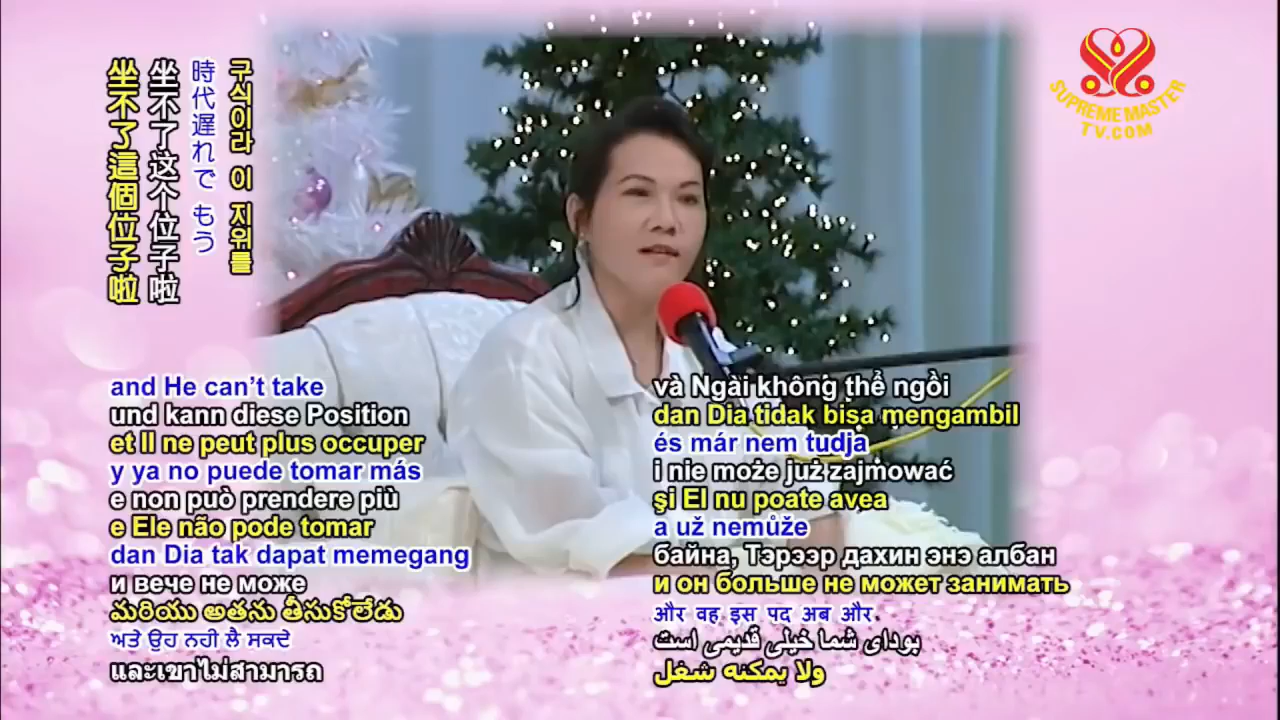 坐不了這個位子啦
坐不了这个位子啦
時代遅れで もう
구식이라 이 지위를
SUPREME MASTER
TV.COM
and He can't take
und kann diese Position
et Il ne peut plus occuper
y ya no puede tomar más
e non può prendere più
e Ele não pode tomar
dan Dia tak dapat memegang
и вече не може
మరియు అతను తీసుకోలేడు
ਅਤੇ ਉਹ ਨਹੀ ਲੈ ਸਕਦੇ
และเขาไม่สามารถ
và Ngài không thể ngồi
dan Dia tidak bisa mengambil
és már nem tudja
i nie może już zajmować
şi El nu poate avea
a už nemůže
байна, Тэрээр дахин энэ албан
и он больше не может занимать
और वह इस पद अब और.
بودای شما خیلی قدیمی است
ولا يمكنه شغل